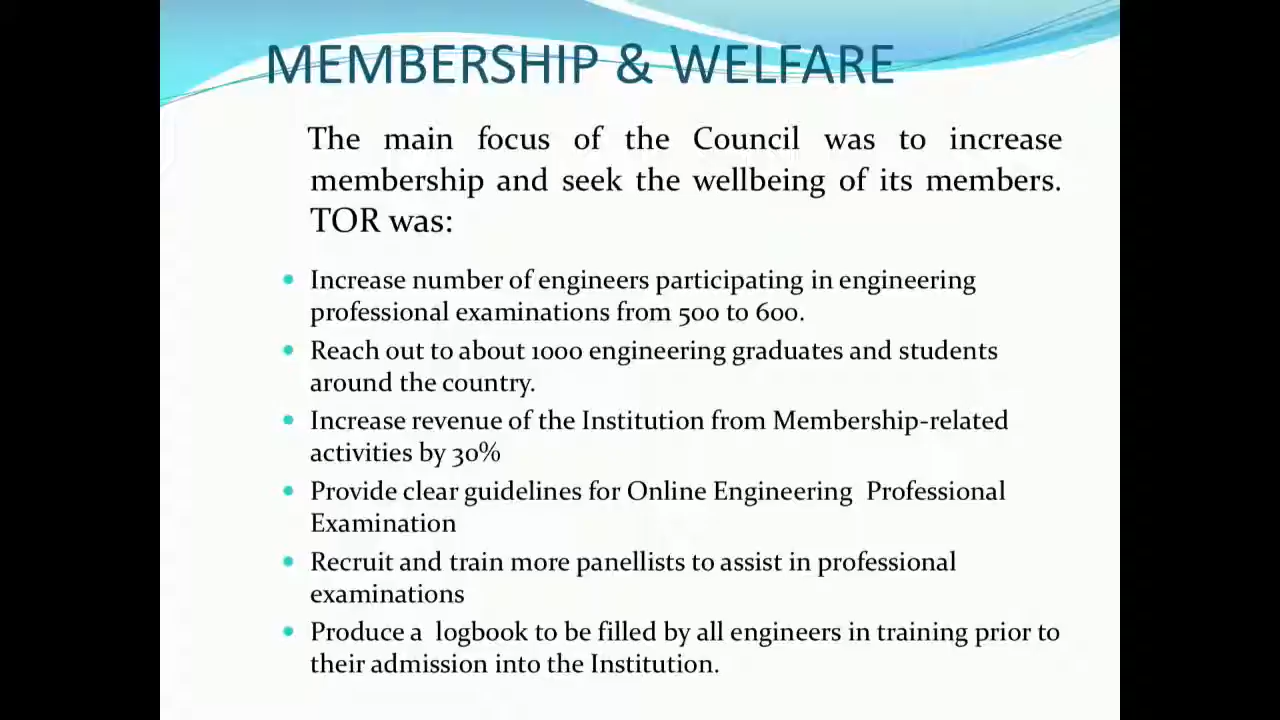 MEMBERSHIP & WELFARE
The main focus of the Council was to increase
membership and seek the wellbeing of its members.
TOR was:
• Increase number of engineers participating in engineering
professional examinations from 500 to 600.
• Reach out to about 1000 engineering graduates and students
around the country.
• Increase revenue of the Institution from Membership-related
activities by 30%
• Provide clear guidelines for Online Engineering  Professional
Examination
• Recruit and train more panellists to assist in professional
examinations
• Produce a  logbook to be filled by all engineers in training prior to
their admission into the Institution.